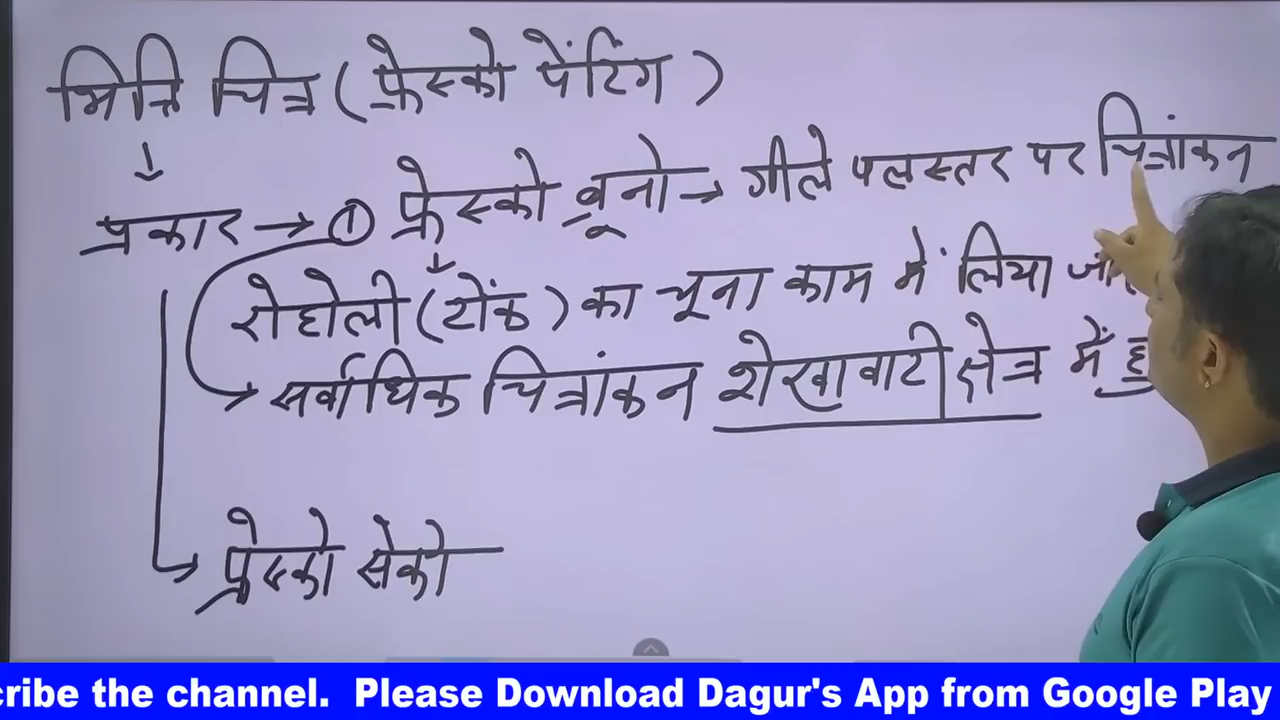 भित्ति चित्र ( फ्रेस्को पेंटिंग )
↓
प्रकार → ① फ्रेस्को बूनो → गीले पलस्तर पर चित्रांकन
रोहोली (टोंक) का चूना काम में लिया
→ सर्वाधिक चित्रांकन शेखावाटी क्षेत्र में
→ फ्रेस्को सेको
cribe the channel. Please Download Dagur's App from Google Play